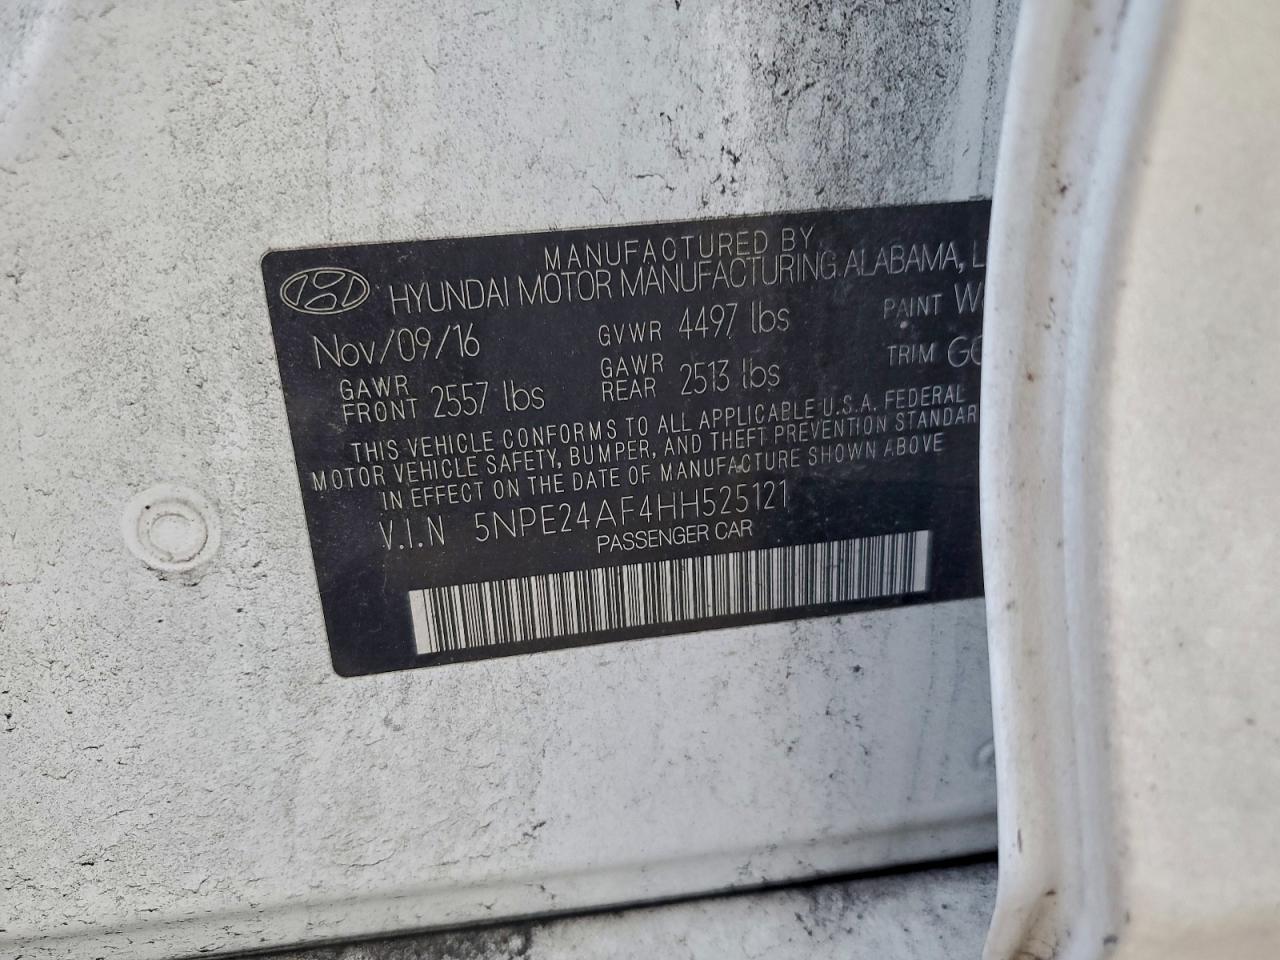 MANUFACTURED BY
HYUNDAI MOTOR MANUFACTURING ALABAMA,
Nov/09/16 GVWR 4497 lbs PAINT
GAWR FRONT 2557 lbs GAWR REAR 2513 lbs TRIM
THIS VEHICLE CONFORMS TO ALL APPLICABLE U.S.A. FEDERAL
MOTOR VEHICLE SAFETY, BUMPER, AND THEFT PREVENTION
IN EFFECT ON THE DATE OF MANUFACTURE SHOWN ABOVE
V.I.N 5NPE24AF4HH525121
PASSENGER CAR